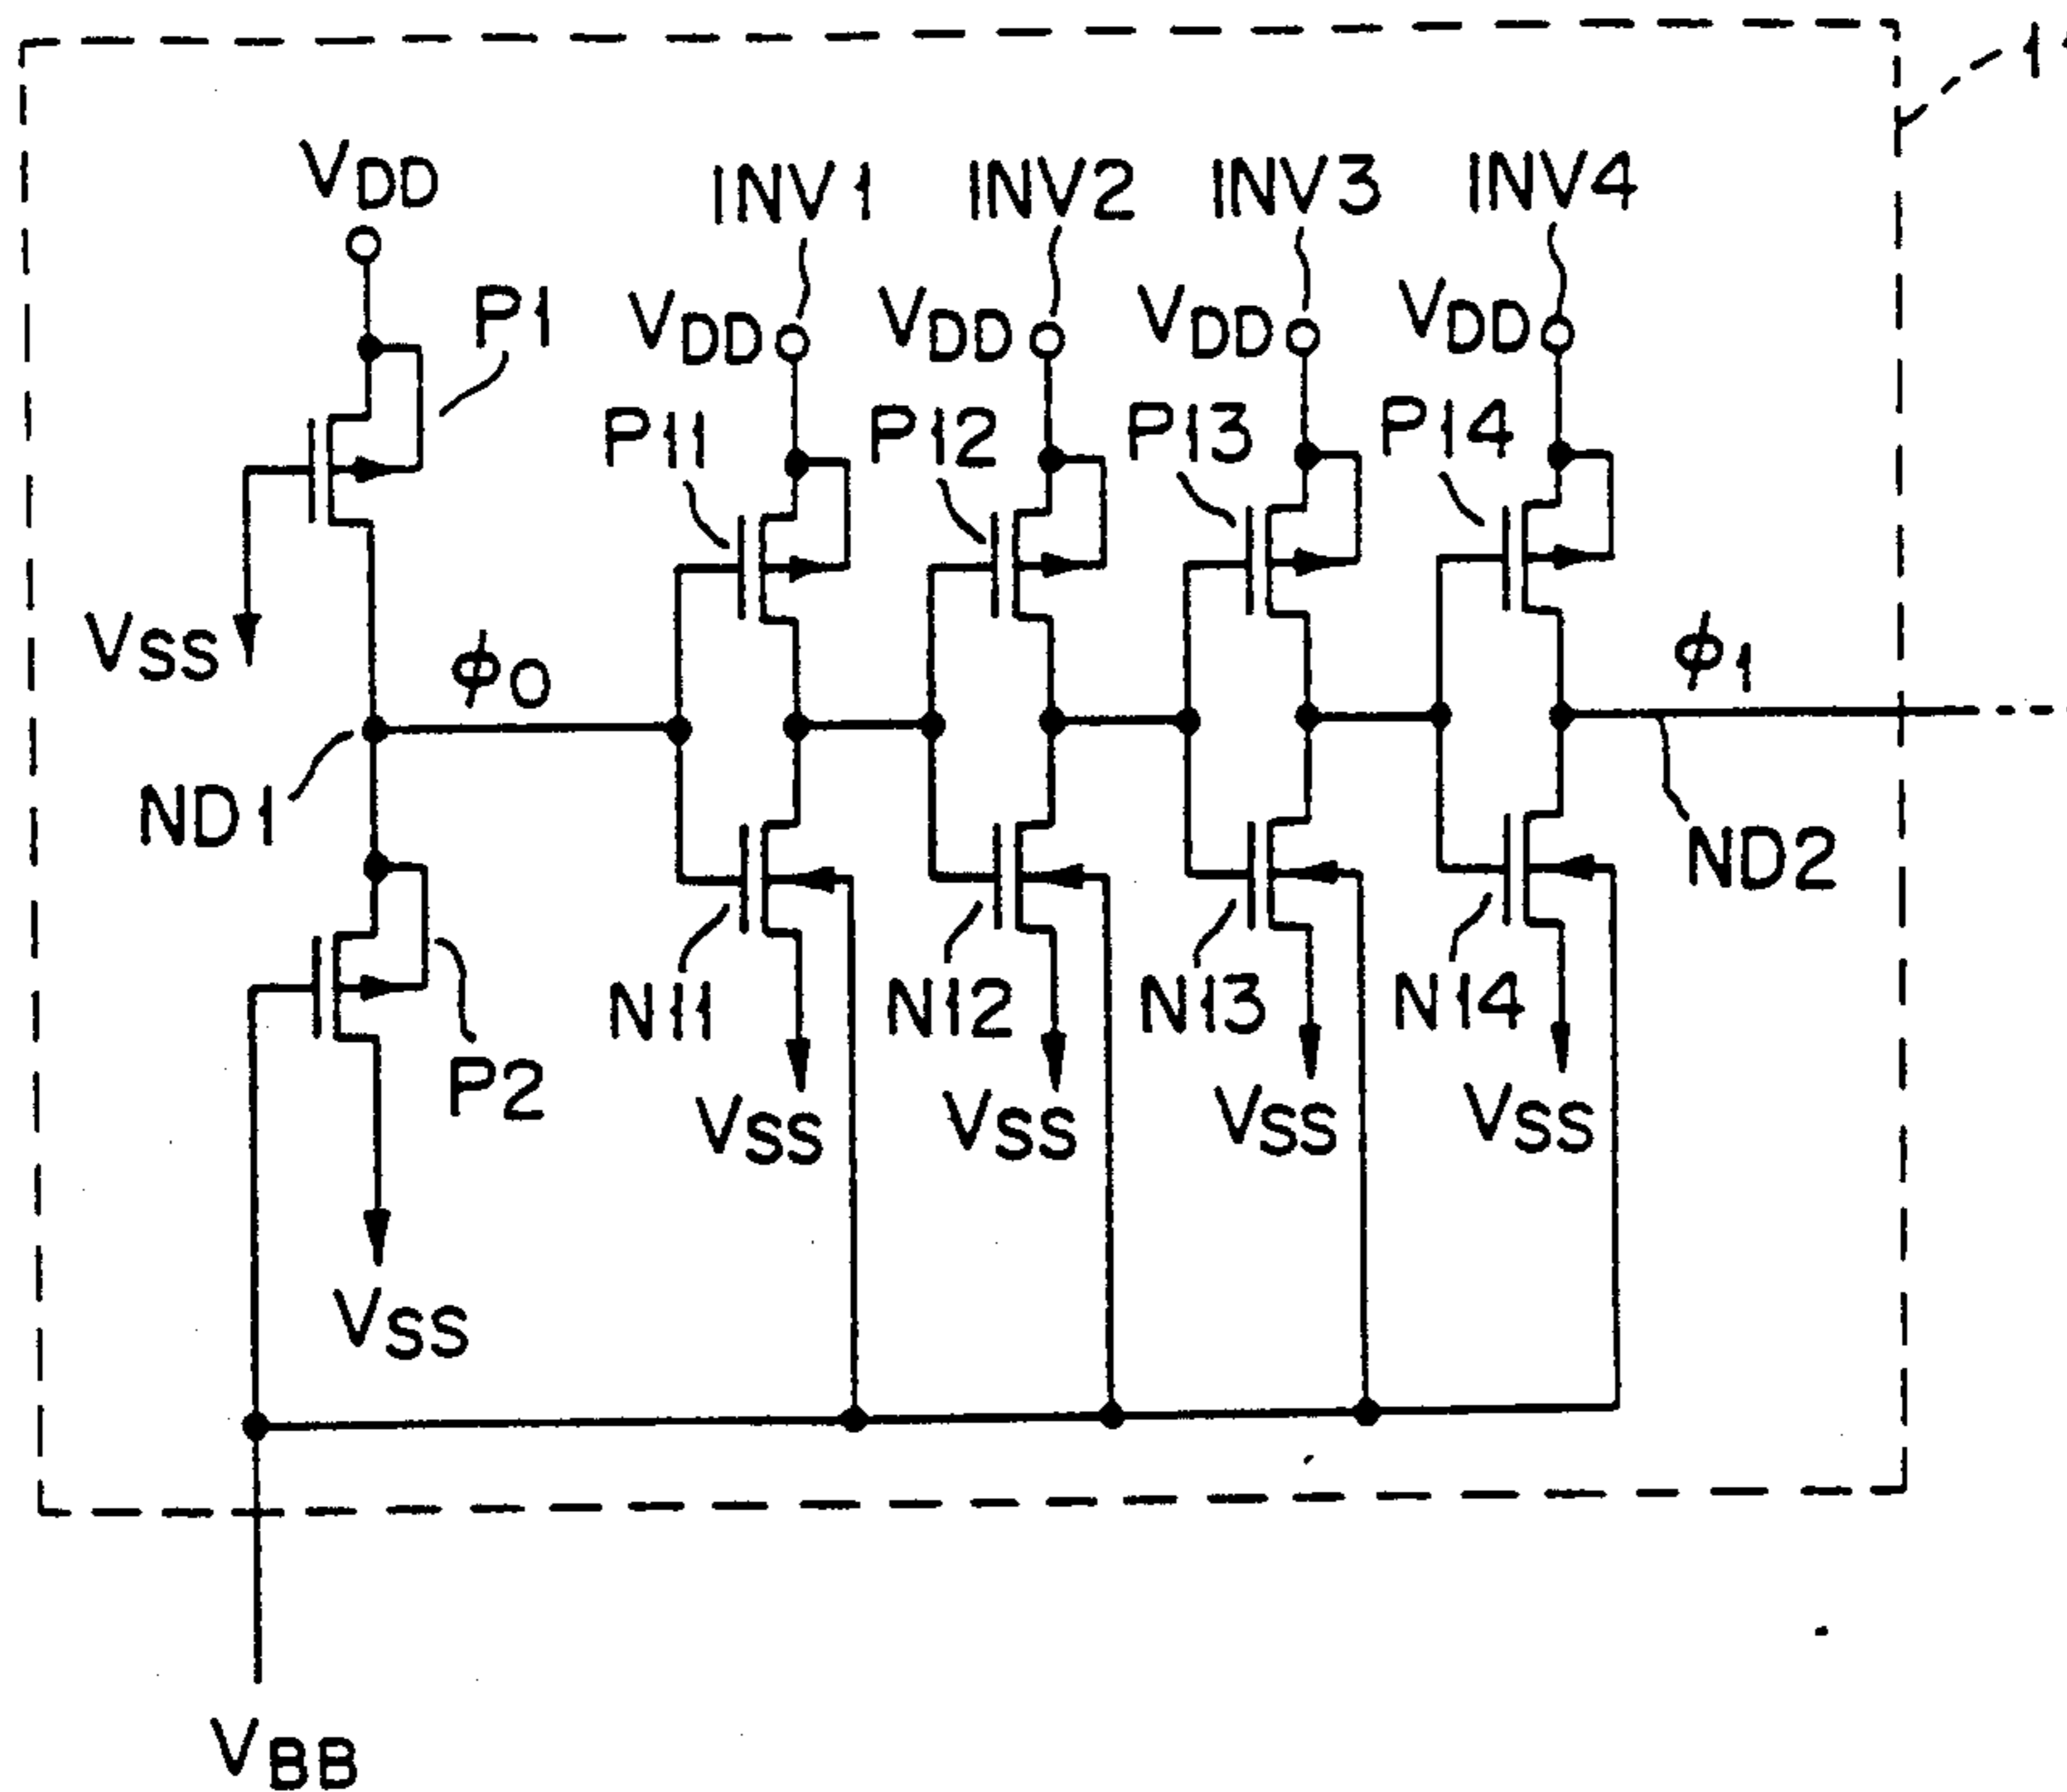 11
VDD
INV1
INV2
INV3
INV4
P1
VDD
VDD
VDD
VDD
P11
P12
P13
P14
VSS
ϕ0
ϕ1
ND1
ND2
N11
N12
N13
N14
P2
VSS
VSS
VSS
VSS
VSS
VBB